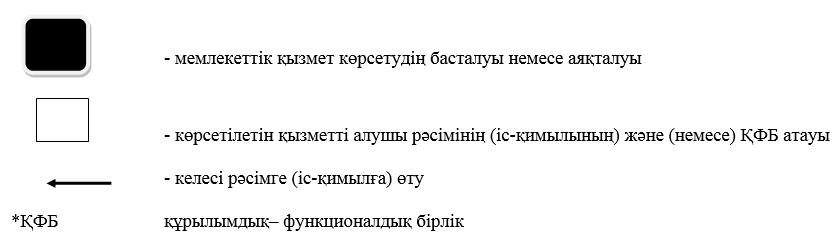 - мемлекеттік қызмет көрсетудің басталуы немесе аяқталуы
- көрсетілетін қызметті алушы рәсімінің (іс-қимылының) және (немесе) ҚФБ атауы
- келесі рәсімге (іс-қимылға) өту
*ҚФБ құрылымдық– функционалдық бірлік